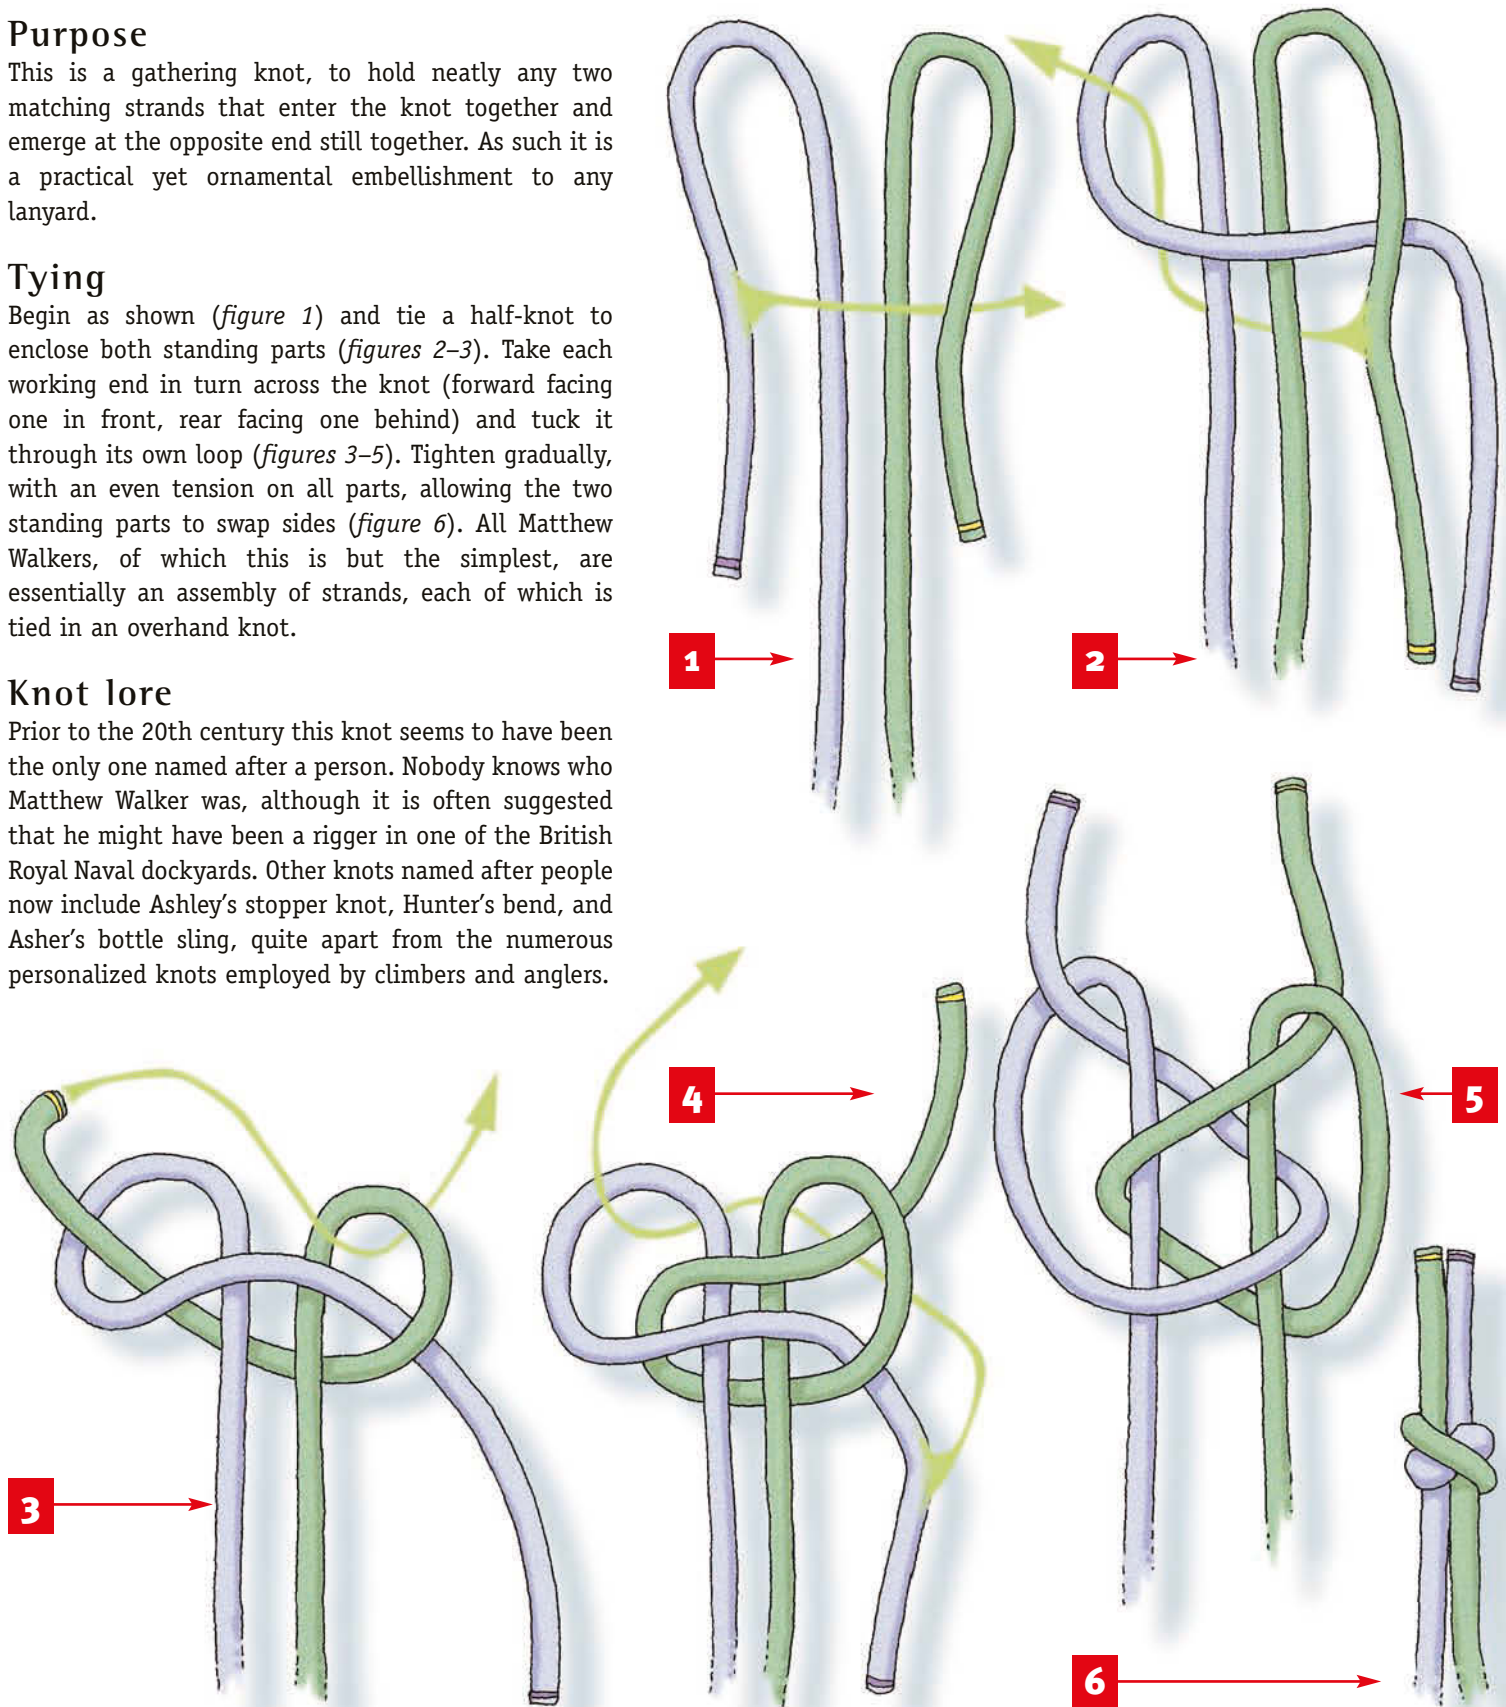 Purpose
This is a gathering knot, to hold neatly any two
matching strands that enter the knot together and
emerge at the opposite end still together. As such it is
a practical yet ornamental embellishment to any
lanyard.
Tying
Begin as shown (figure 1) and tie a half-knot to
enclose both standing parts (figures 2–3). Take each
working end in turn across the knot (forward facing
one in front, rear facing one behind) and tuck it
through its own loop (figures 3–5). Tighten gradually,
with an even tension on all parts, allowing the two
standing parts to swap sides (figure 6). All Matthew
Walkers, of which this is but the simplest, are
essentially an assembly of strands, each of which is
tied in an overhand knot.
Knot lore
Prior to the 20th century this knot seems to have been
the only one named after a person. Nobody knows who
Matthew Walker was, although it is often suggested
that he might have been a rigger in one of the British
Royal Naval dockyards. Other knots named after people
now include Ashley's stopper knot, Hunter's bend, and
Asher's bottle sling, quite apart from the numerous
personalized knots employed by climbers and anglers.
1
2
3
4
5
6